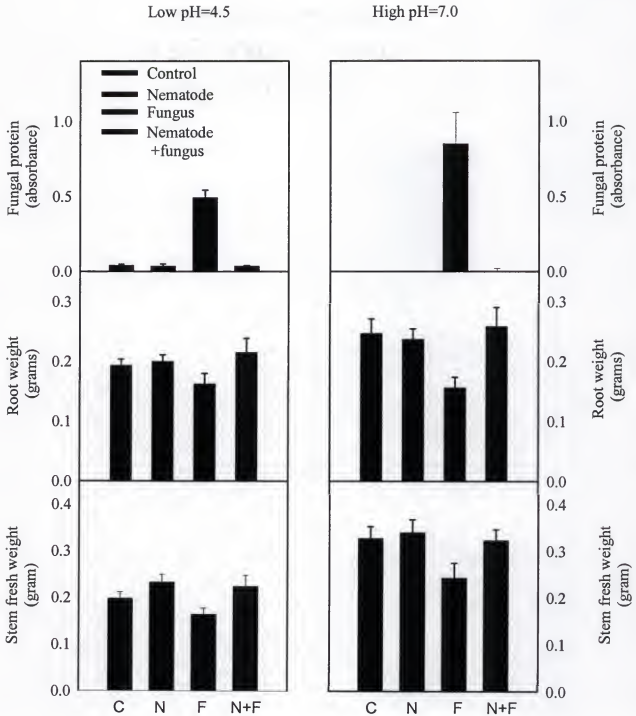 Low pH=4.5
High pH=7.0
Control
Nematode
Fungus
Nematode
+fungus
Fungal protein
(absorbance)
1.0
0.5
0.0
1.0
0.5
0.0
Fungal protein
(absorbance)
Root weight
(grams)
0.3
0.2
0.1
0.0
0.3
0.2
0.1
0.0
Root weight
(grams)
Stem fresh weight
(gram)
0.4
0.3
0.2
0.1
0.0
0.4
0.3
0.2
0.1
0.0
Stem fresh weight
(gram)
C N F N+F
C N F N+F